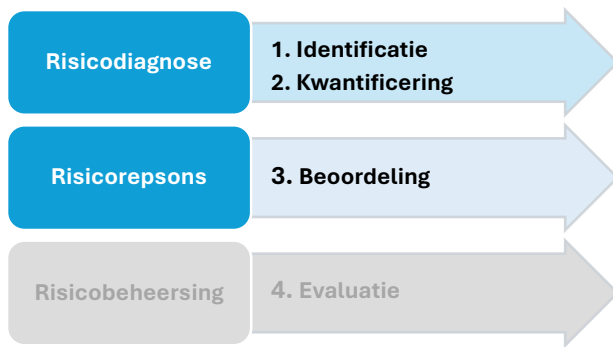 Risicodiagnose
1. Identificatie
2. Kwantificering
Risicorepsons
3. Beoordeling
Risicobeheersing
4. Evaluatie